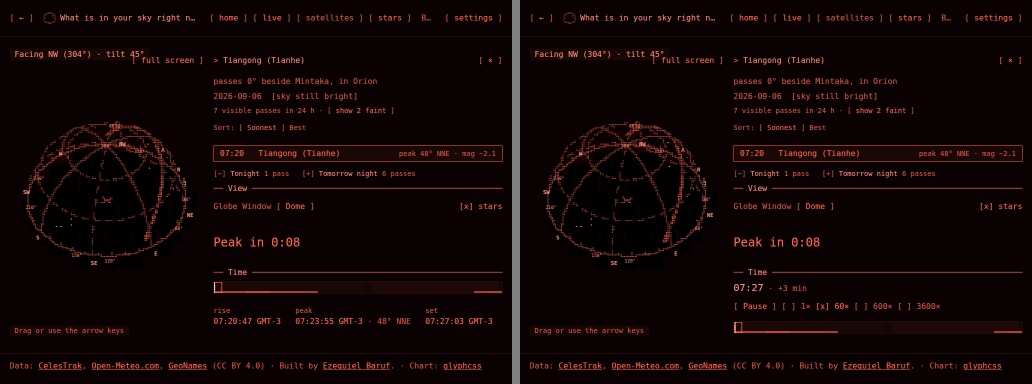 [ ← ] What is in your sky right n… [ home ] [ live ] [ satellites ] [ stars ] B… [ settings ]
Facing NW (304°) · tilt 45°
[ full screen ] > Tiangong (Tianhe) [ × ]
passes 0° beside Mintaka, in Orion
2026-09-06 [sky still bright]
7 visible passes in 24 h · [ show 2 faint ]
Sort: [ Soonest ] Best
07:20 Tiangong (Tianhe) peak 48° NNE · mag −2.1
[−] Tonight 1 pass [+] Tomorrow night 6 passes
View
Globe Window [ Dome ] [x] stars
Peak in 0:08
Time
rise peak set
07:20:47 GMT-3 07:23:55 GMT-3 · 48° NNE 07:27:03 GMT-3
N
NW
SW
NE
S
E
SE
120°
Drag or use the arrow keys
Data: CelesTrak, Open-Meteo.com, GeoNames (CC BY 4.0) · Built by Ezequiel Baruf. · Chart: glyphcss
[ ← ] What is in your sky right n… [ home ] [ live ] [ satellites ] [ stars ] B… [ settings ]
Facing NW (304°) · tilt 45°
[ full screen ] > Tiangong (Tianhe) [ × ]
passes 0° beside Mintaka, in Orion
2026-09-06 [sky still bright]
7 visible passes in 24 h · [ show 2 faint ]
Sort: [ Soonest ] Best
07:20 Tiangong (Tianhe) peak 48° NNE · mag −2.1
[−] Tonight 1 pass [+] Tomorrow night 6 passes
View
Globe Window [ Dome ] [x] stars
Peak in 0:08
Time
07:27 · +3 min
[ Pause ] [ ] 1× [x] 60× [ ] 600× [ ] 3600×
N
NW
SW
NE
S
E
SE
120°
Drag or use the arrow keys
Data: CelesTrak, Open-Meteo.com, GeoNames (CC BY 4.0) · Built by Ezequiel Baruf. · Chart: glyphcss